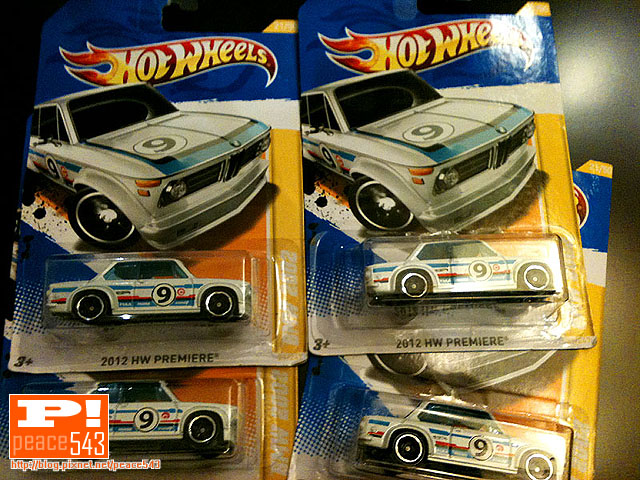 HOT WHEELS
9
9
3+
2012 HW PREMIERE
HOT WHEELS
9
9
3+
2012 HW PREMIERE
9
9
P!
peace543
http://blog.pixnet.net/peace543